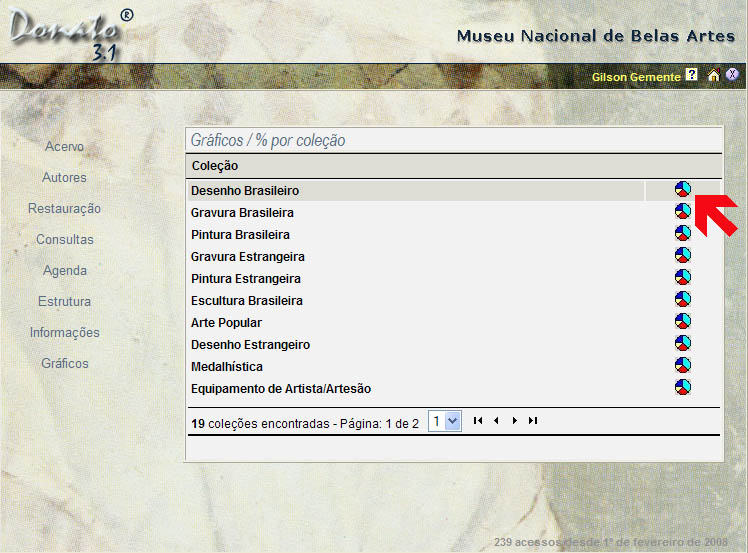 Donato ®
3.1
Museu Nacional de Belas Artes
Gilson Gemente ? X
Acervo
Autores
Restauração
Consultas
Agenda
Estrutura
Informações
Gráficos
Gráficos / % por coleção
Coleção
Desenho Brasileiro
Gravura Brasileira
Pintura Brasileira
Gravura Estrangeira
Pintura Estrangeira
Escultura Brasileira
Arte Popular
Desenho Estrangeiro
Medalhística
Equipamento de Artista/Artesão
19 coleções encontradas - Página: 1 de 2 1
239 acessos desde 1º de fevereiro de 2008